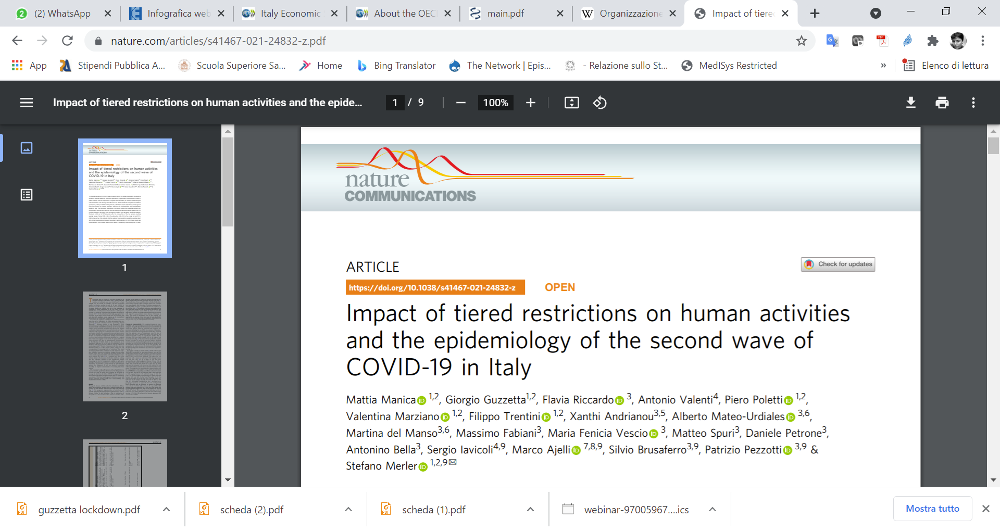 (2) WhatsApp
Infografica web
Italy Economic
About the OEC
main.pdf
Organizzazione
Impact of tiere
nature.com/articles/s41467-021-24832-z.pdf
App
Stipendi Pubblica A...
Scuola Superiore Sa...
Home
Bing Translator
The Network | Epis...
- Relazione sullo St...
MedISys Restricted
»
Elenco di lettura
Impact of tiered restrictions on human activities and the epide...
1 / 9
100%
1
2
nature
COMMUNICATIONS
ARTICLE
Check for updates
https://doi.org/10.1038/s41467-021-24832-z
OPEN
Impact of tiered restrictions on human activities
and the epidemiology of the second wave of
COVID-19 in Italy
Mattia Manica 1,2, Giorgio Guzzetta1,2, Flavia Riccardo 3, Antonio Valenti4, Piero Poletti 1,2,
Valentina Marziano 1,2, Filippo Trentini 1,2, Xanthi Andrianou3,5, Alberto Mateo-Urdiales 3,6,
Martina del Manso3,6, Massimo Fabiani3, Maria Fenicia Vescio 3, Matteo Spuri3, Daniele Petrone3,
Antonino Bella3, Sergio Iavicoli4,9, Marco Ajelli 7,8,9, Silvio Brusaferro3,9, Patrizio Pezzotti 3,9 &
Stefano Merler 1,2,9✉
guzzetta lockdown.pdf
scheda (2).pdf
scheda (1).pdf
webinar-97005967....ics
Mostra tutto